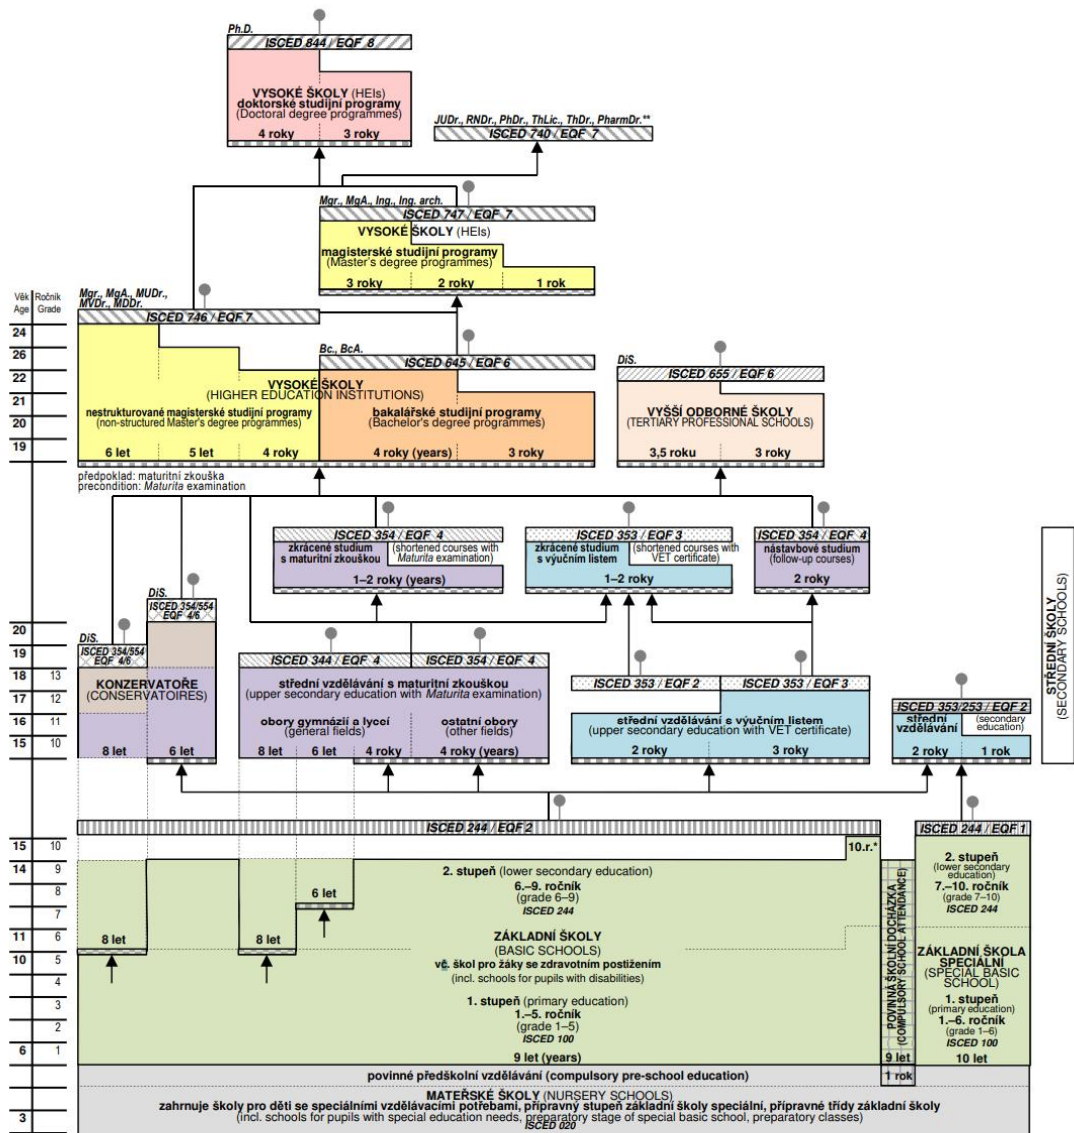 Ph.D.
ISCED 844 / EQF 8
VYSOKÉ ŠKOLY (HEIs)
doktorské studijní programy
(Doctoral degree programmes)
4 roky 3 roky
JUDr., RNDr., PhDr., ThLic., ThDr., PharmDr.**
ISCED 740 / EQF 7
Mgr., MgA., Ing., Ing. arch.
ISCED 747 / EQF 7
VYSOKÉ ŠKOLY (HEIs)
magisterské studijní programy
(Master's degree programmes)
3 roky 2 roky 1 rok
Věk Ročník
Age Grade
Mgr., MgA., MUDr.,
MVDr., MDDr.
ISCED 746 / EQF 7
24
26
22
21
20
19
Bc., BcA.
ISCED 645 / EQF 6
VYSOKÉ ŠKOLY
(HIGHER EDUCATION INSTITUTIONS)
nestrukturované magisterské studijní programy
(non-structured Master's degree programmes)
6 let 5 let 4 roky
bakalářské studijní programy
(Bachelor's degree programmes)
4 roky (years) 3 roky
DiS.
ISCED 655 / EQF 6
VYŠŠÍ ODBORNÉ ŠKOLY
(TERTIARY PROFESSIONAL SCHOOLS)
3,5 roku 3 roky
předpoklad: maturitní zkouška
precondition: Maturita examination
ISCED 354 / EQF 4
zkrácené studium
s maturitní zkouškou
(shortened courses with
Maturita examination)
1–2 roky (years)
ISCED 353 / EQF 3
zkrácené studium
s výučním listem
(shortened courses with
VET certificate)
1–2 roky
ISCED 354 / EQF 4
nástavbové studium
(follow-up courses)
2 roky
STŘEDNÍ ŠKOLY
(SECONDARY SCHOOLS)
DiS.
ISCED 354/554
EQF 4/6
DiS.
ISCED 354/554
EQF 4/6
20
19
18 13
17 12
16 11
15 10
KONZERVATOŘE
(CONSERVATOIRES)
8 let 6 let
ISCED 344 / EQF 4 ISCED 354 / EQF 4
střední vzdělávání s maturitní zkouškou
(upper secondary education with Maturita examination)
obory gymnázií a lyceí
(general fields)
ostatní obory
(other fields)
8 let 6 let 4 roky 4 roky (years)
ISCED 353 / EQF 2 ISCED 353 / EQF 3
střední vzdělávání s výučním listem
(upper secondary education with VET certificate)
2 roky 3 roky
ISCED 353/253 / EQF 2
střední
vzdělávání
(secondary
education)
2 roky 1 rok
ISCED 244 / EQF 2
ISCED 244 / EQF 1
15 10
14 9
8
7
11 6
10 5
4
3
2
6 1
3
10.r.*
2. stupeň (lower secondary education)
6.–9. ročník
(grade 6–9)
ISCED 244
6 let
8 let
8 let
ZÁKLADNÍ ŠKOLY
(BASIC SCHOOLS)
vč. škol pro žáky se zdravotním postižením
(incl. schools for pupils with disabilities)
1. stupeň (primary education)
1.–5. ročník
(grade 1–5)
ISCED 100
9 let (years)
POVINNÁ ŠKOLNÍ DOCHÁZKA
(COMPULSORY SCHOOL ATTENDANCE)
9 let
1 rok
2. stupeň
(lower secondary
education)
7.–10. ročník
(grade 7–10)
ISCED 244
ZÁKLADNÍ ŠKOLA
SPECIÁLNÍ
(SPECIAL BASIC
SCHOOL)
1. stupeň
(primary education)
1.–6. ročník
(grade 1–6)
ISCED 100
10 let
povinné předškolní vzdělávání (compulsory pre-school education)
MATEŘSKÉ ŠKOLY (NURSERY SCHOOLS)
zahrnuje školy pro děti se speciálními vzdělávacími potřebami, přípravný stupeň základní školy speciální, přípravné třídy základní školy
(incl. schools for pupils with special education needs, preparatory stage of special basic school, preparatory classes)
ISCED 020